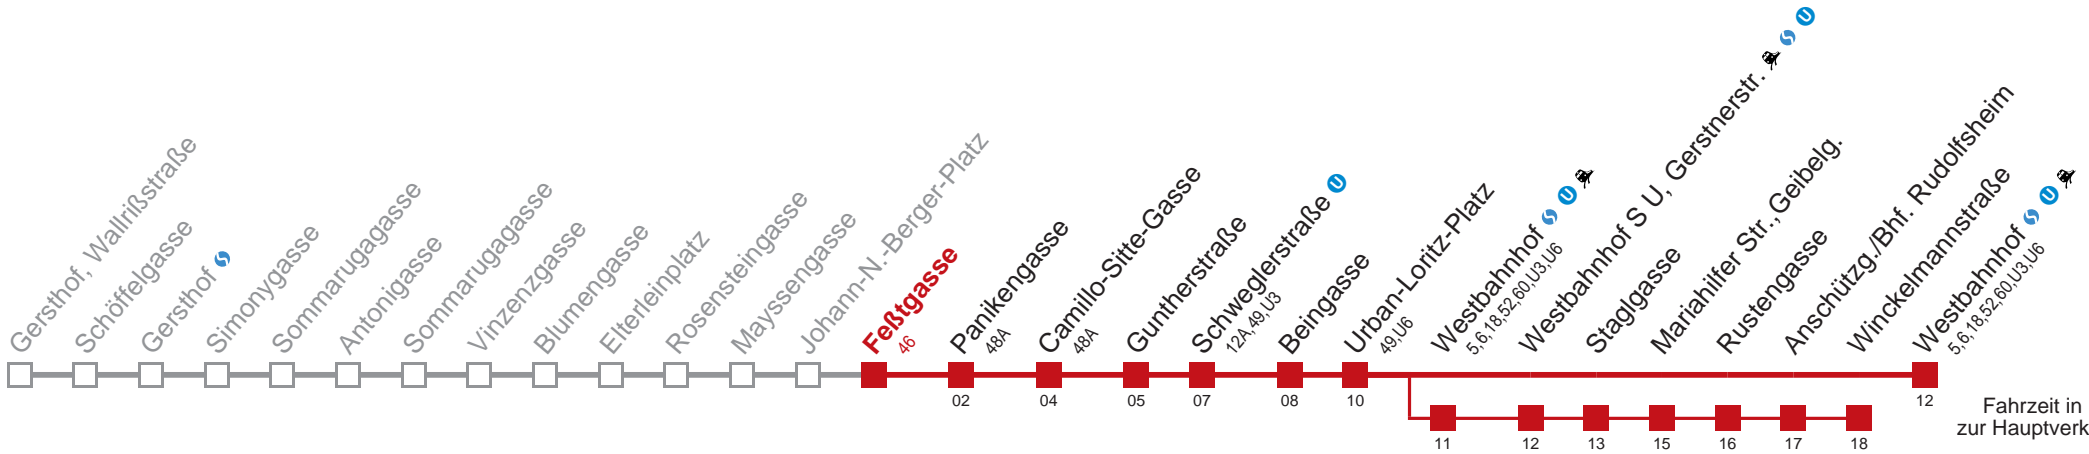 Gersthof, Wallrißstraße
Schöffelgasse
Gersthof S
Simonygasse
Sommarugagasse
Antonigasse
Sommarugagasse
Vinzenzgasse
Blumengasse
Elterleinplatz
Rosensteingasse
Mayssengasse
Johann-N.-Berger-Platz
Feßtgasse
46
Panikengasse
48A
Camillo-Sitte-Gasse
48A
Guntherstraße
Schweglerstraße U
12A,49,U3
Beingasse
Urban-Loritz-Platz
49,U6
Westbahnhof S U
5,6,18,52,60,U3,U6
Westbahnhof S U, Gerstnerstr. S U
Staglgasse
Mariahilfer Str.,Geibelg.
Rustengasse
Anschützg./Bhf. Rudolfsheim
Winckelmannstraße
Westbahnhof S U
5,6,18,52,60,U3,U6
02 04 05 07 08 10 12
11 12 13 15 16 17 18
Fahrzeit in
zur Hauptverk